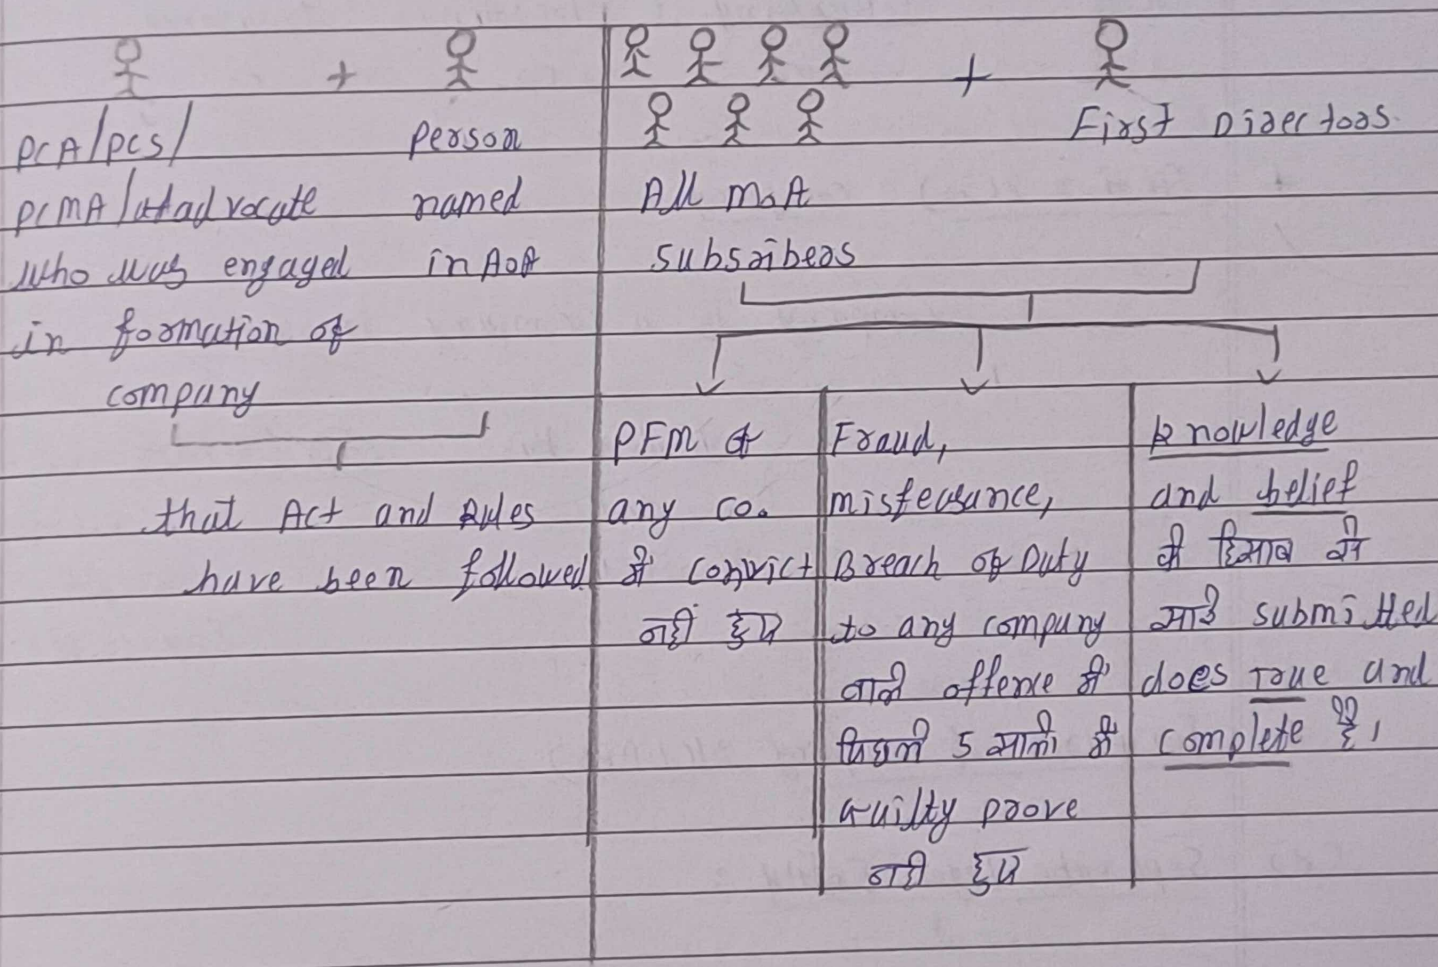 +
+
PCA/PCS/
PCMA/ advocate
who was engaged
in formation of
company
person
named
in AOA
that Act and Rules
have been followed
All MOA
subscribers
First Directors
PFM of
any co.
में convict
नहीं हुए
Fraud,
misfeasance,
Breach of Duty
to any company
वाले offence में
पिछले 5 सालों में
Guilty prove
नहीं हुए
knowledge
and belief
के हिसाब से
सारे submitted
docs True and
complete है,